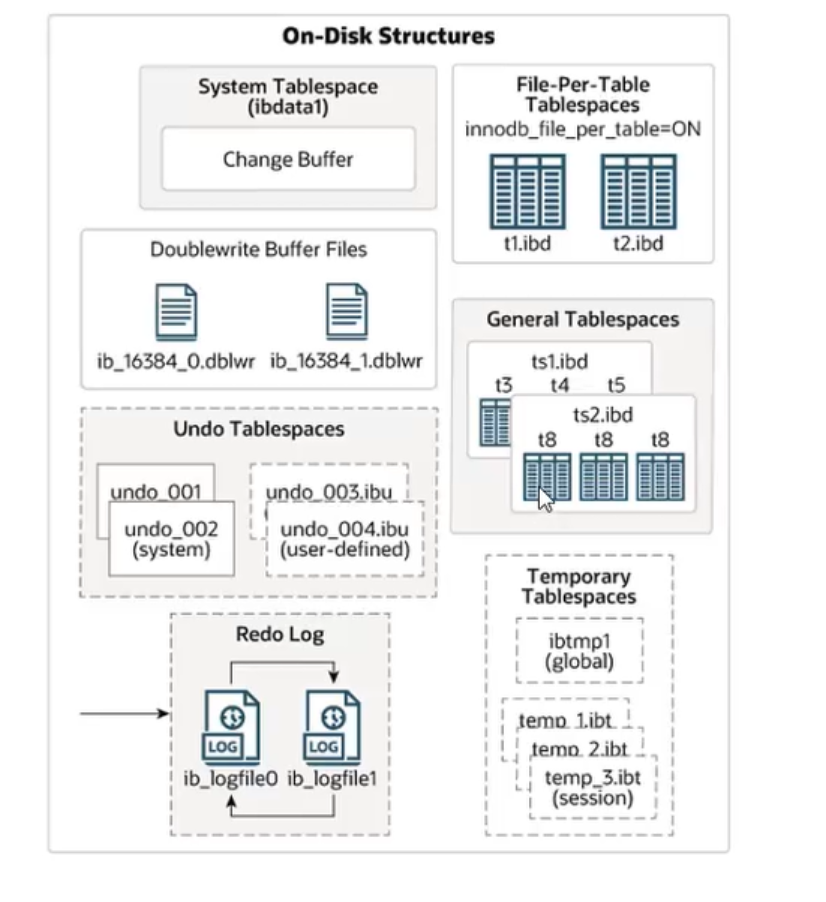 On-Disk Structures
System Tablespace
(ibdata1)
Change Buffer
File-Per-Table
Tablespaces
innodb_file_per_table=ON
t1.ibd
t2.ibd
Doublewrite Buffer Files
ib_16384_0.dblwr
ib_16384_1.dblwr
General Tablespaces
ts1.ibd
t3 t4 t5
ts2.ibd
t8 t8 t8
Undo Tablespaces
undo_001
undo_002
(system)
undo_003.ibu
undo_004.ibu
(user-defined)
Temporary
Tablespaces
ibtmp1
(global)
temp_1.ibt
temp_2.ibt
temp_3.ibt
(session)
Redo Log
LOG
LOG
ib_logfile0
ib_logfile1